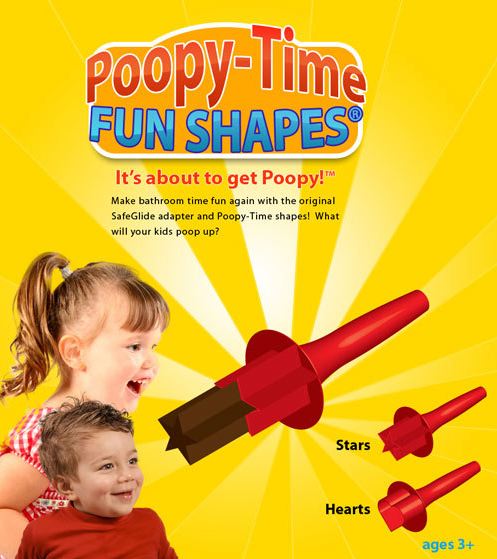 Poopy-Time
FUN SHAPES®
It's about to get Poopy!™
Make bathroom time fun again with the original
SafeGlide adapter and Poopy-Time shapes! What
will your kids poop up?
Stars
Hearts
ages 3+